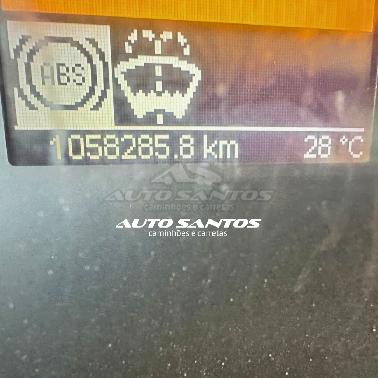 ABS
1058285.8 km 28 °C
AUTO SANTOS
caminhões e carretas
AUTO SANTOS
caminhões e carretas